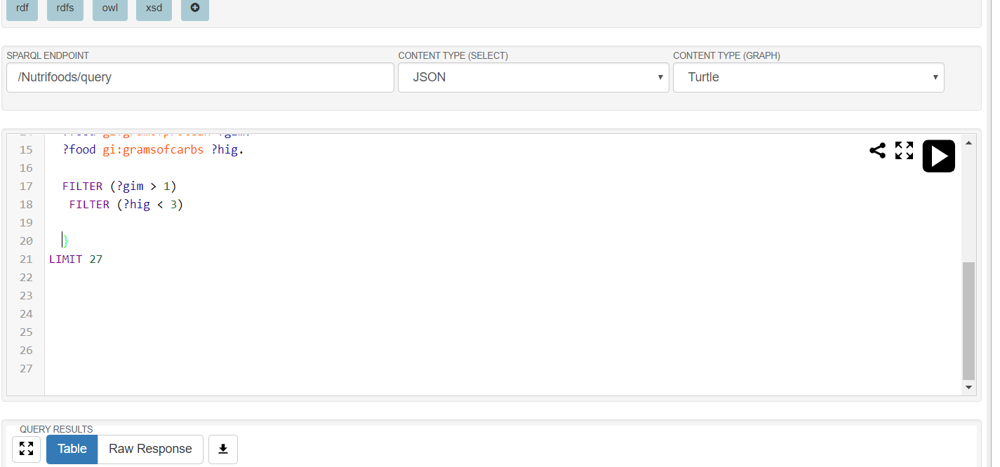 rdf rdfs owl xsd
SPARQL ENDPOINT CONTENT TYPE (SELECT) CONTENT TYPE (GRAPH)
/Nutrifoods/query JSON Turtle
15 ?food gi:gramsofcarbs ?hig.
16
17 FILTER (?gim > 1)
18 FILTER (?hig < 3)
19
20 }
21 LIMIT 27
22
23
24
25
26
27
QUERY RESULTS
Table Raw Response